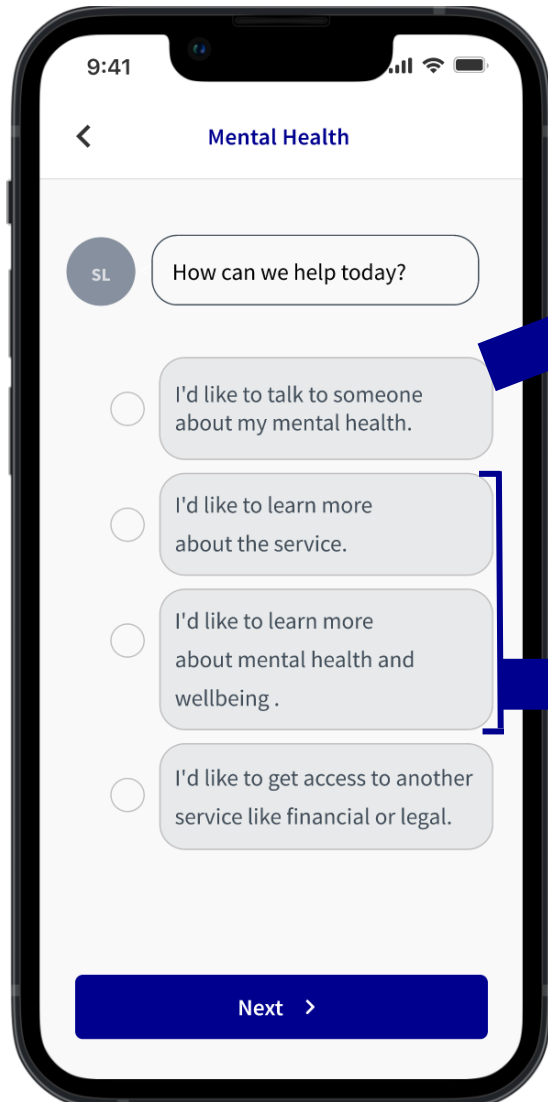 9:41
Mental Health
SL
How can we help today?
I'd like to talk to someone
about my mental health.
I'd like to learn more
about the service.
I'd like to learn more
about mental health and
wellbeing .
I'd like to get access to another
service like financial or legal.
Next